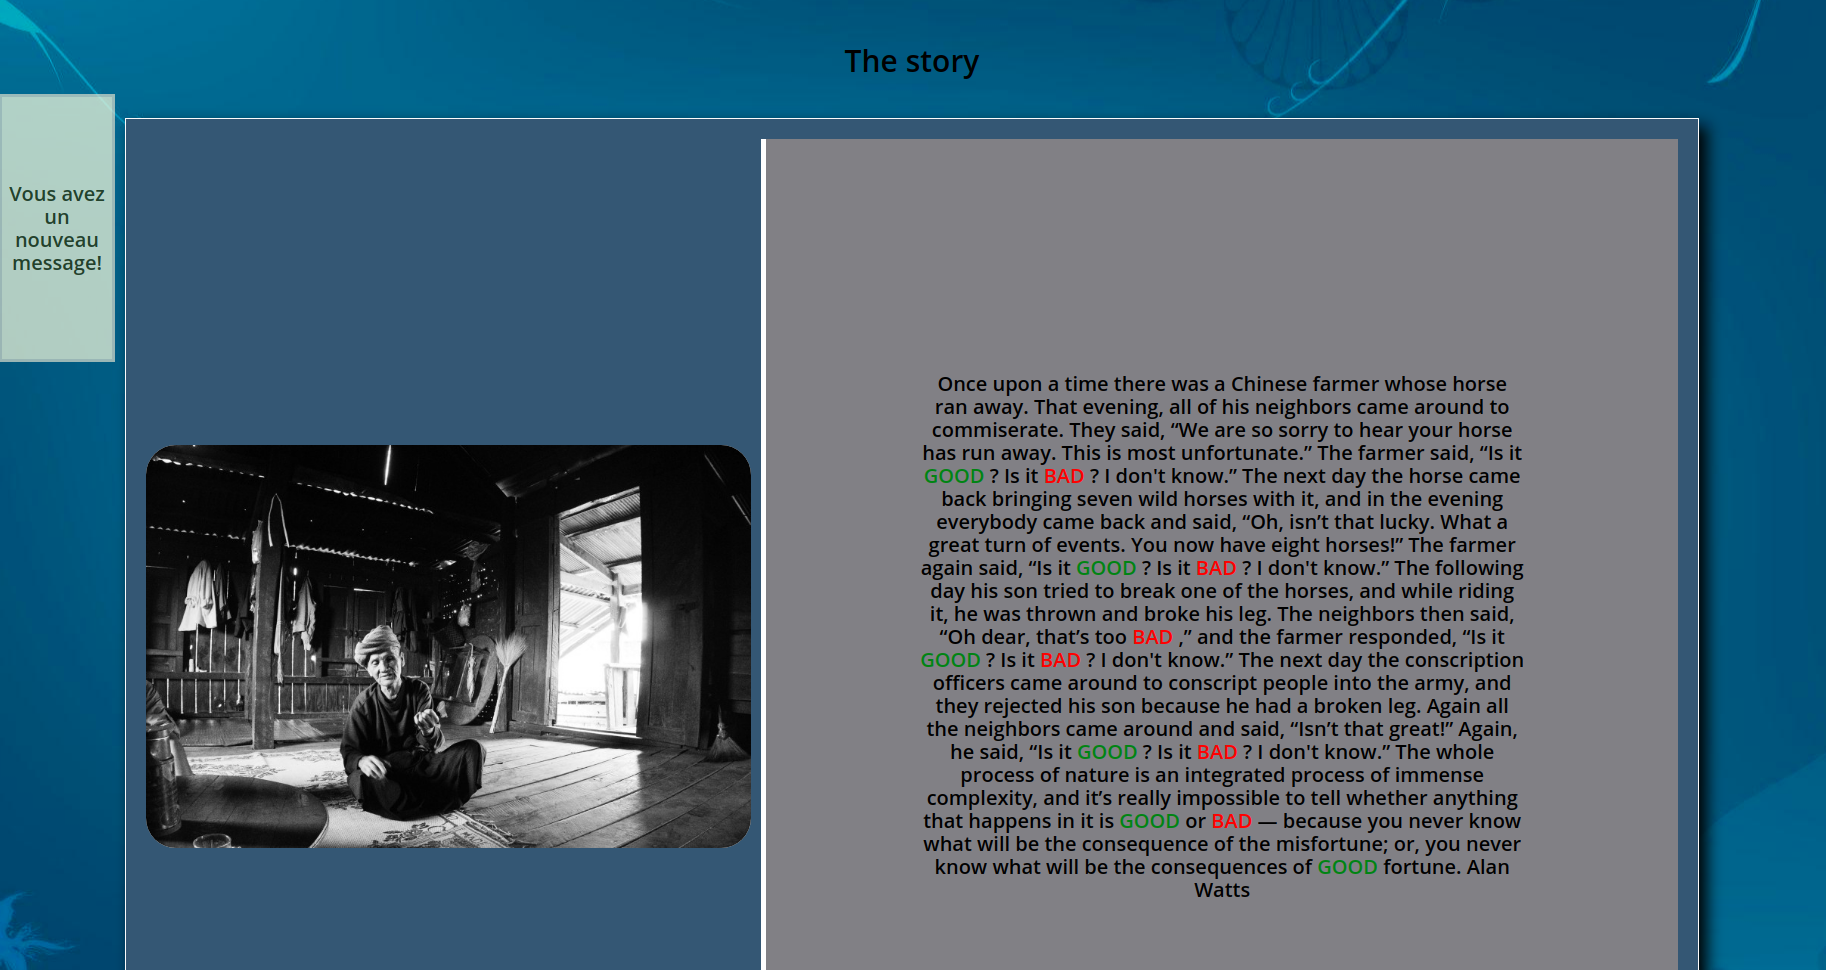 The story
Vous avez
un
nouveau
message!
Once upon a time there was a Chinese farmer whose horse
ran away. That evening, all of his neighbors came around to
commiserate. They said, “We are so sorry to hear your horse
has run away. This is most unfortunate.” The farmer said, “Is it
GOOD ? Is it BAD ? I don't know.” The next day the horse came
back bringing seven wild horses with it, and in the evening
everybody came back and said, “Oh, isn’t that lucky. What a
great turn of events. You now have eight horses!” The farmer
again said, “Is it GOOD ? Is it BAD ? I don't know.” The following
day his son tried to break one of the horses, and while riding
it, he was thrown and broke his leg. The neighbors then said,
“Oh dear, that’s too BAD ,” and the farmer responded, “Is it
GOOD ? Is it BAD ? I don't know.” The next day the conscription
officers came around to conscript people into the army, and
they rejected his son because he had a broken leg. Again all
the neighbors came around and said, “Isn’t that great!” Again,
he said, “Is it GOOD ? Is it BAD ? I don't know.” The whole
process of nature is an integrated process of immense
complexity, and it’s really impossible to tell whether anything
that happens in it is GOOD or BAD — because you never know
what will be the consequence of the misfortune; or, you never
know what will be the consequences of GOOD fortune. Alan
Watts